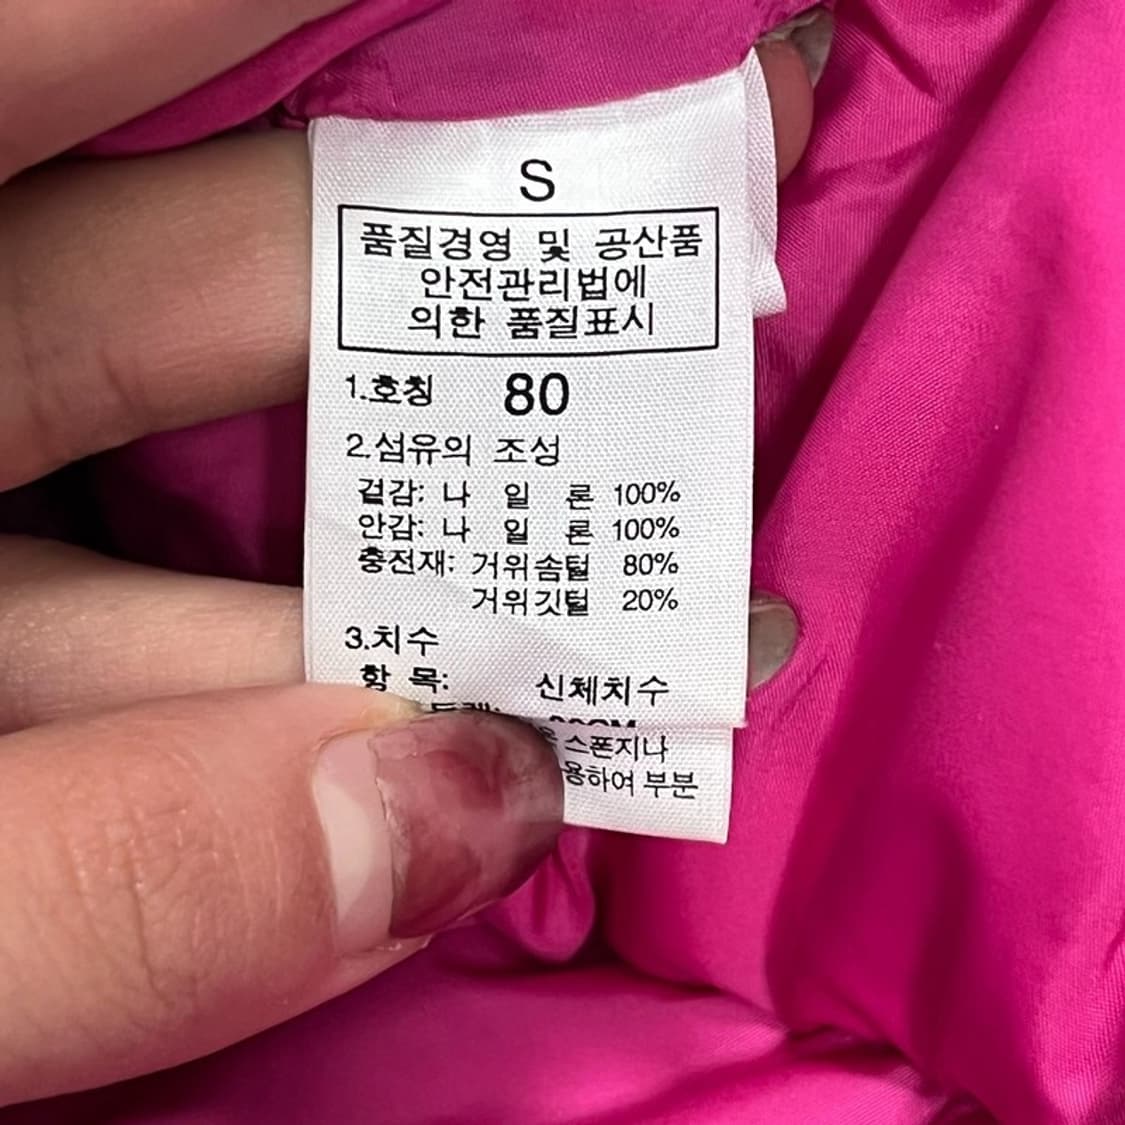 S
품질경영 및 공산품
안전관리법에
의한 품질표시
1.호칭 80
2.섬유의 조성
겉감: 나 일 론 100%
안감: 나 일 론 100%
충전재: 거위솜털 80%
거위깃털 20%
3.치수
항 목: 신체치수
스폰지나
용하여 부분